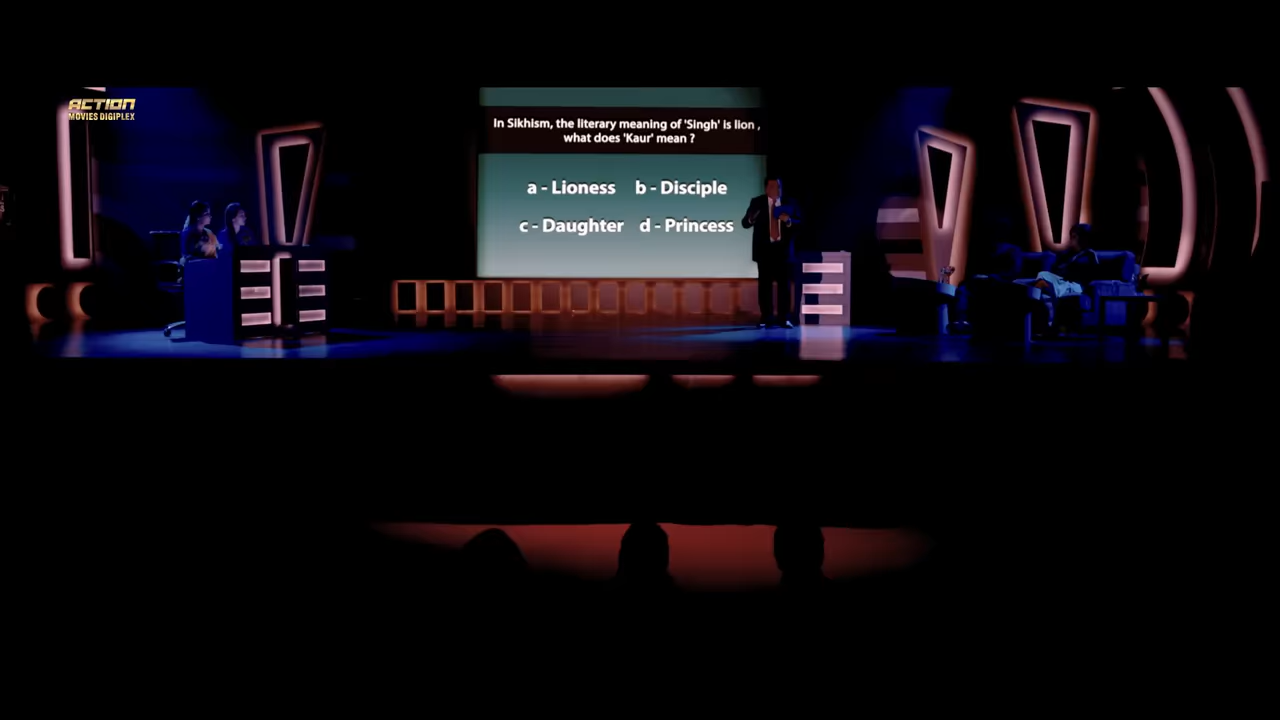 ACTION
MOVIES DIGIPLEX
In Sikhism, the literary meaning of 'Singh' is lion ,
what does 'Kaur' mean ?
a - Lioness b - Disciple
c - Daughter d - Princess